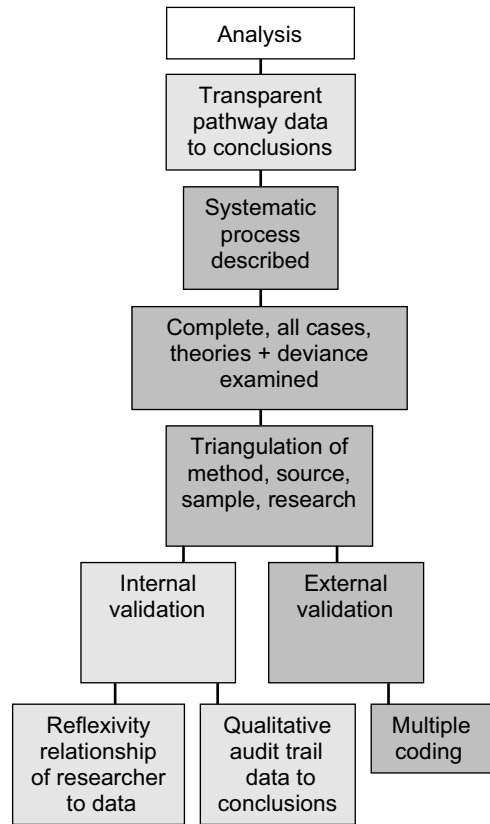 Analysis
Transparent
pathway data
to conclusions
Systematic
process
described
Complete, all cases,
theories + deviance
examined
Triangulation of
method, source,
sample, research
Internal
validation
External
validation
Reflexivity
relationship
of researcher
to data
Qualitative
audit trail
data to
conclusions
Multiple
coding